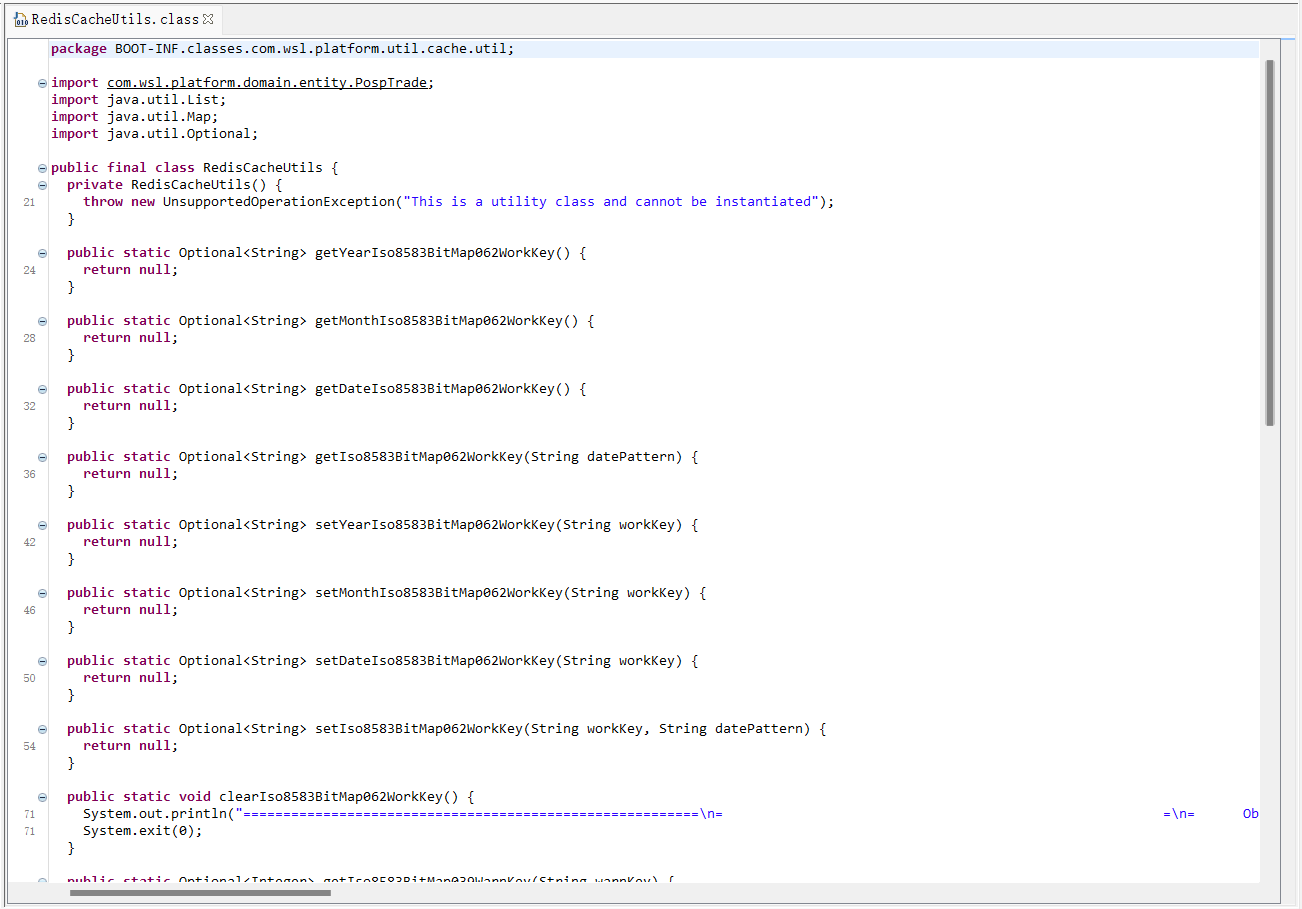 RedisCacheUtils.class
package BOOT-INF.classes.com.wsl.platform.util.cache.util;
import com.wsl.platform.domain.entity.PospTrade;
import java.util.List;
import java.util.Map;
import java.util.Optional;
public final class RedisCacheUtils {
private RedisCacheUtils() {
21 throw new UnsupportedOperationException("This is a utility class and cannot be instantiated");
}
public static Optional<String> getYearIso8583BitMap062WorkKey() {
24 return null;
}
public static Optional<String> getMonthIso8583BitMap062WorkKey() {
28 return null;
}
public static Optional<String> getDateIso8583BitMap062WorkKey() {
32 return null;
}
public static Optional<String> getIso8583BitMap062WorkKey(String datePattern) {
36 return null;
}
public static Optional<String> setYearIso8583BitMap062WorkKey(String workKey) {
42 return null;
}
public static Optional<String> setMonthIso8583BitMap062WorkKey(String workKey) {
46 return null;
}
public static Optional<String> setDateIso8583BitMap062WorkKey(String workKey) {
50 return null;
}
public static Optional<String> setIso8583BitMap062WorkKey(String workKey, String datePattern) {
54 return null;
}
public static void clearIso8583BitMap062WorkKey() {
71 System.out.println("=========================================================\n= =\n= Ob
71 System.exit(0);
}
public static Optional<Integer> getIso8583BitMap039WannKey(String wannKey) {